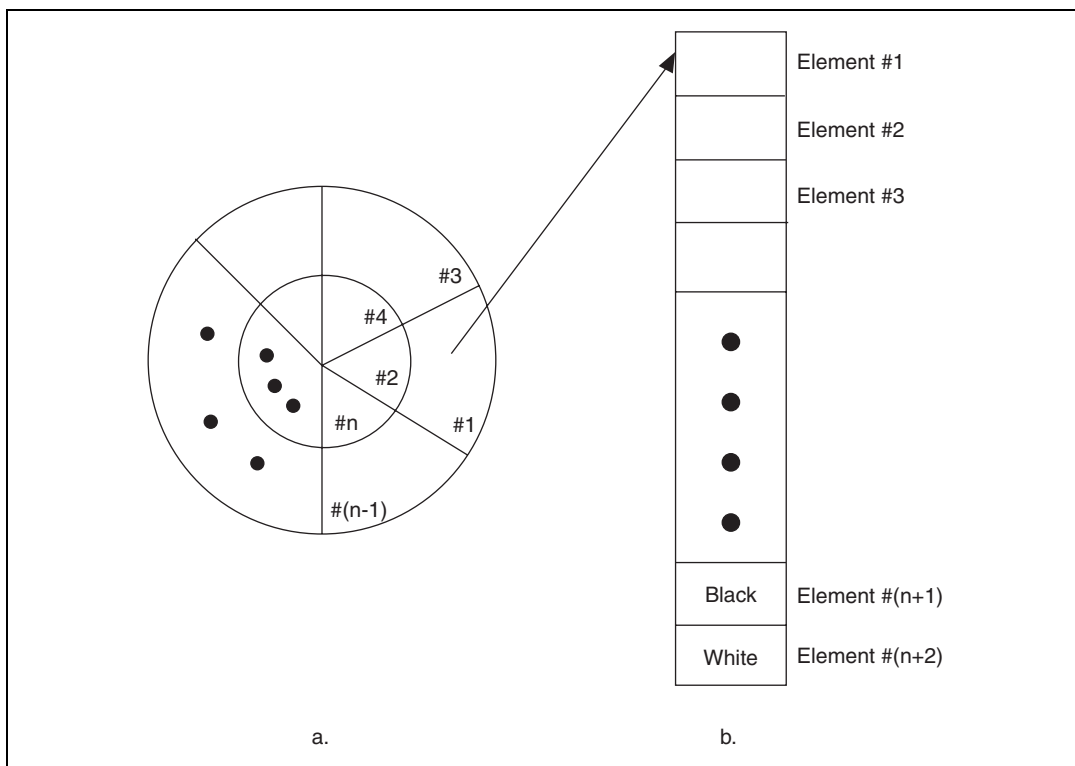 Element #1
Element #2
Element #3
#3
#4
#2
#1
#n
#(n-1)
Black
Element #(n+1)
White
Element #(n+2)
a.
b.